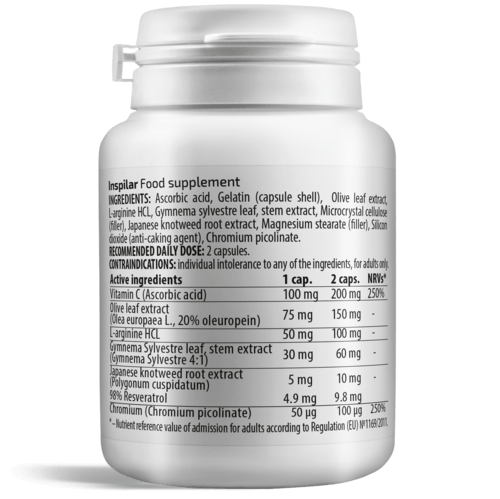 Inspilar Food supplement
INGREDIENTS: Ascorbic acid, Gelatin (capsule shell), Olive leaf extract,
L-arginine HCL, Gymnema sylvestre leaf, stem extract, Microcrystal cellulose
(filler), Japanese knotweed root extract, Magnesium stearate (filler), Silicon
dioxide (anti-caking agent), Chromium picolinate.
RECOMMENDED DAILY DOSE: 2 capsules.
CONTRAINDICATIONS: individual intolerance to any of the ingredients, for adults only.
Active ingredients 1 cap. 2 caps. NRVs*
Vitamin C (Ascorbic acid) 100 mg 200 mg 250%
Olive leaf extract
(Olea europaea L., 20% oleuropein) 75 mg 150 mg -
L-arginine HCL 50 mg 100 mg -
Gymnema Sylvestre leaf, stem extract
(Gymnema Sylvestre 4:1) 30 mg 60 mg -
Japanese knotweed root extract
(Polygonum cuspidatum) 5 mg 10 mg -
98% Resveratrol 4.9 mg 9.8 mg
Chromium (Chromium picolinate) 50 µg 100 µg 250%
* – Nutrient reference value of admission for adults according to Regulation (EU) №1169/2011.